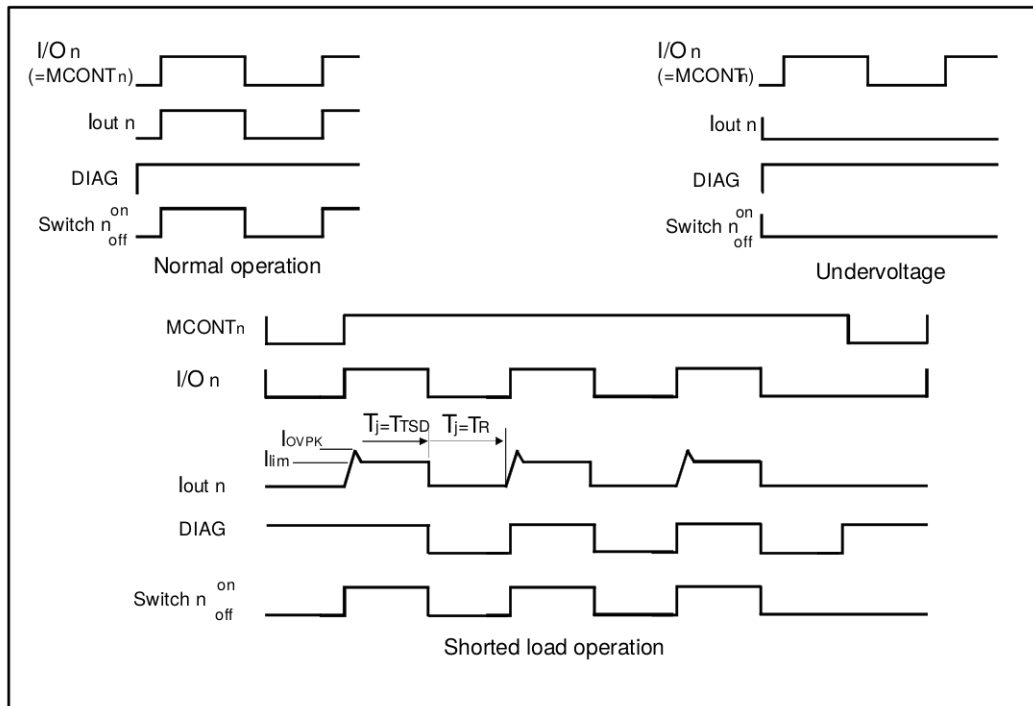 I/O n
(=MCONTn)
Iout n
DIAG
Switch n on off
Normal operation
I/O n
(=MCONTn)
Iout n
DIAG
Switch n on off
Undervoltage
MCONTn
I/O n
Tj=TTSD Tj=TR
IOVPK
Ilim
Iout n
DIAG
Switch n on off
Shorted load operation